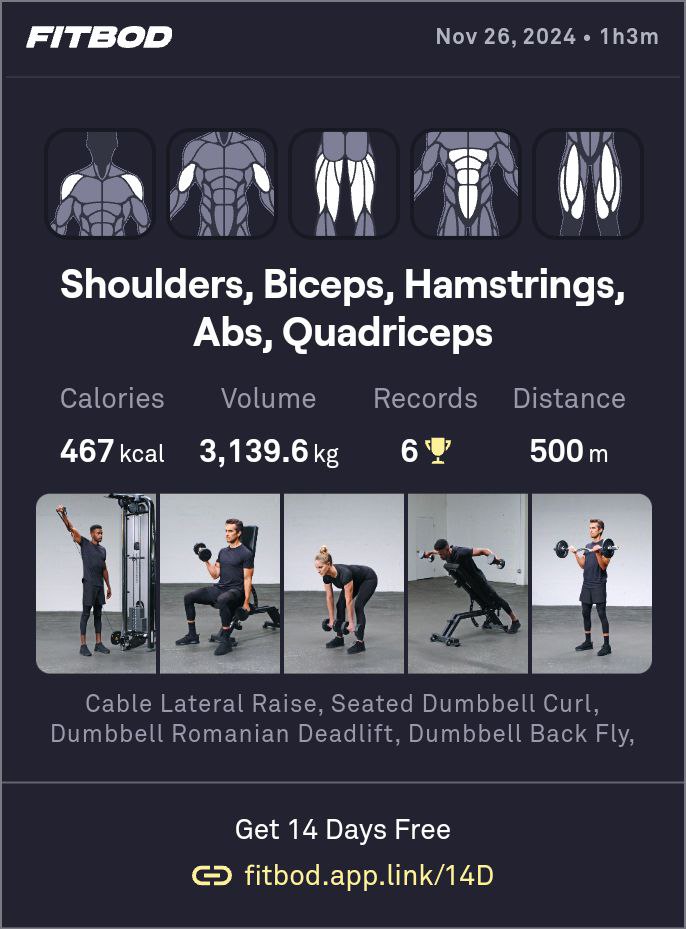 FITBOD
Nov 26, 2024 • 1h3m
Shoulders, Biceps, Hamstrings,
Abs, Quadriceps
Calories Volume Records Distance
467 kcal 3,139.6 kg 6 500 m
Cable Lateral Raise, Seated Dumbbell Curl,
Dumbbell Romanian Deadlift, Dumbbell Back Fly,
Get 14 Days Free
fitbod.app.link/14D